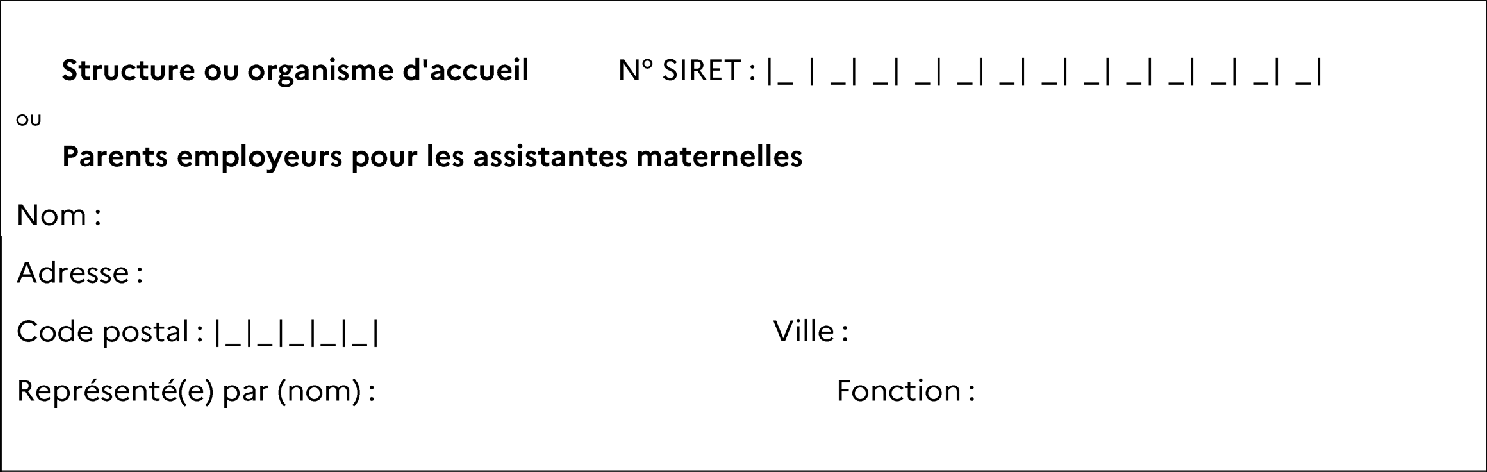 Structure ou organisme d'accueil N° SIRET : |_ | _| _| _| _| _| _| _| _| _| _| _| _|
ou
Parents employeurs pour les assistantes maternelles
Nom :
Adresse :
Code postal : |_|_|_|_|_| Ville :
Représenté(e) par (nom) : Fonction :